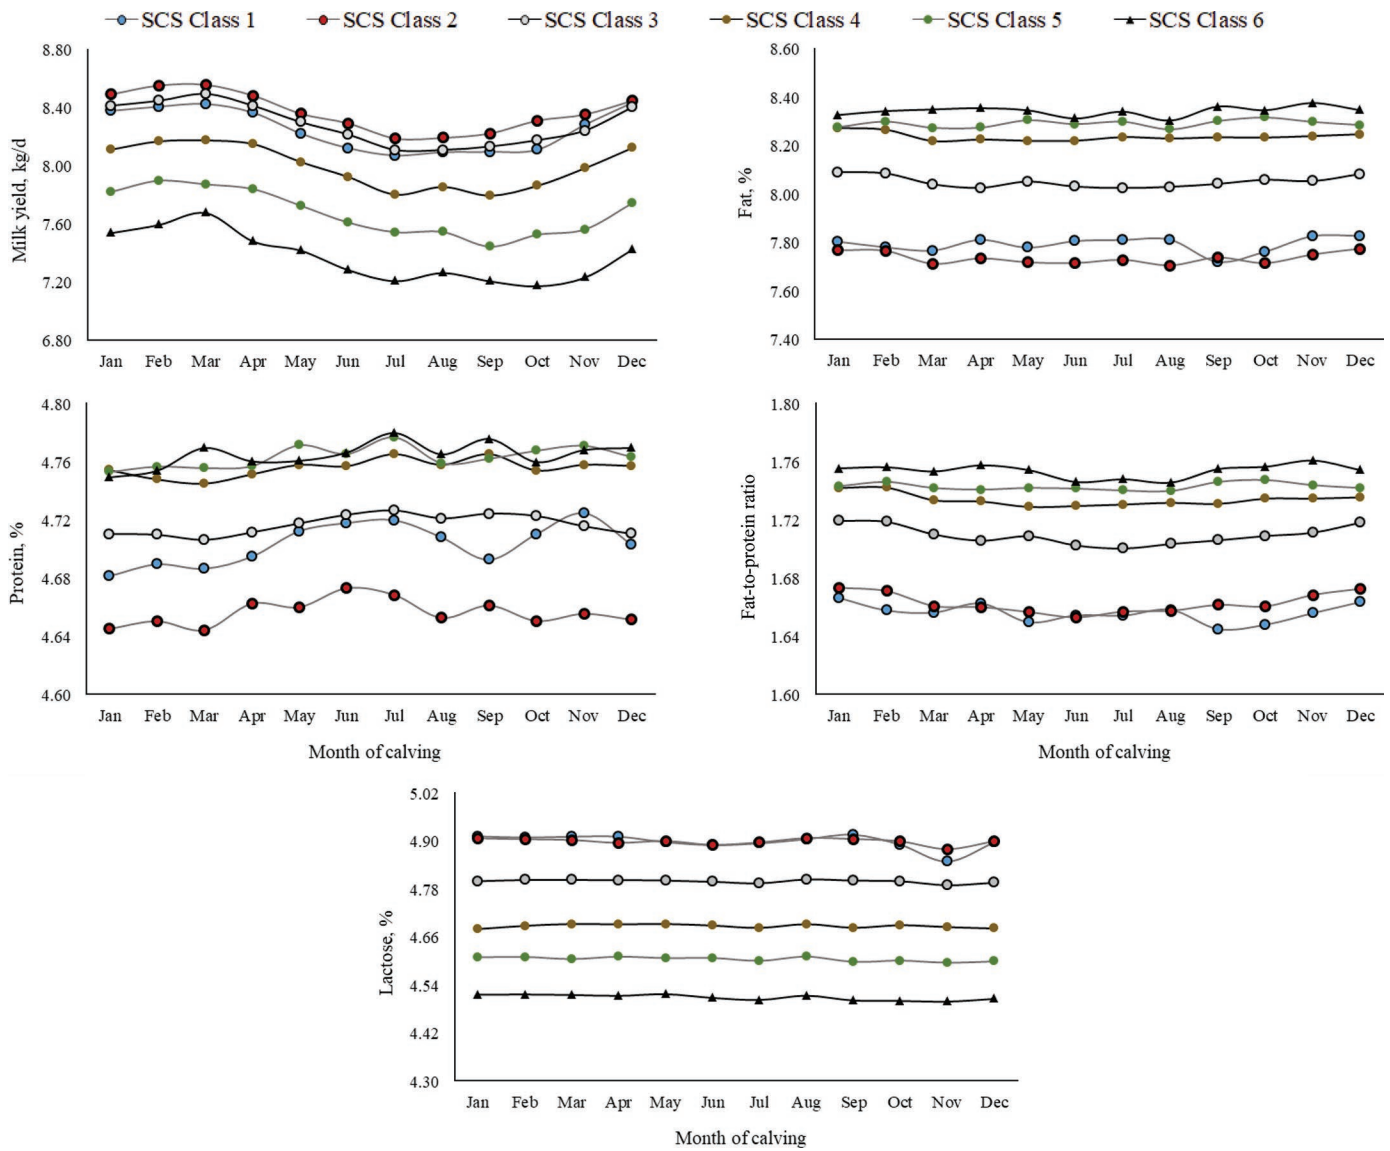 SCS Class 1 SCS Class 2 SCS Class 3 SCS Class 4 SCS Class 5 SCS Class 6
Milk yield, kg/d
8.80
8.40
8.00
7.60
7.20
6.80
Jan Feb Mar Apr May Jun Jul Aug Sep Oct Nov Dec
Fat, %
8.60
8.40
8.20
8.00
7.80
7.60
7.40
Jan Feb Mar Apr May Jun Jul Aug Sep Oct Nov Dec
Protein, %
4.80
4.76
4.72
4.68
4.64
4.60
Jan Feb Mar Apr May Jun Jul Aug Sep Oct Nov Dec
Month of calving
Fat-to-protein ratio
1.80
1.76
1.72
1.68
1.64
1.60
Jan Feb Mar Apr May Jun Jul Aug Sep Oct Nov Dec
Month of calving
Lactose, %
5.02
4.90
4.78
4.66
4.54
4.42
4.30
Jan Feb Mar Apr May Jun Jul Aug Sep Oct Nov Dec
Month of calving